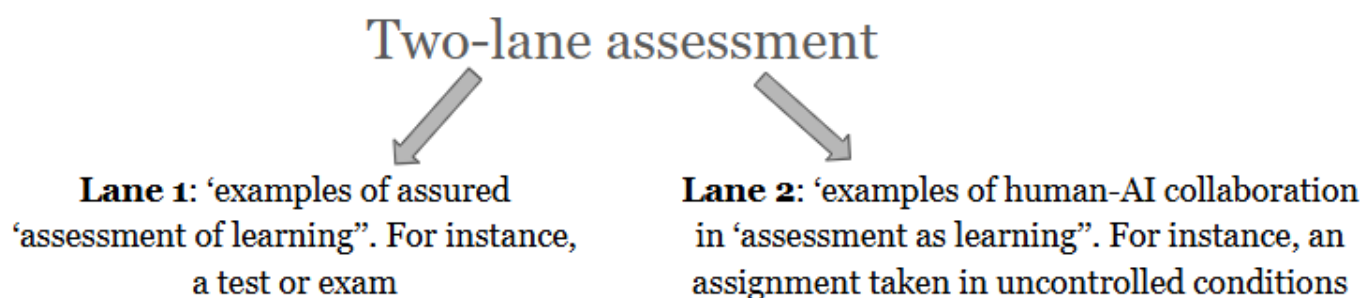 Two-lane assessment
Lane 1: ‘examples of assured
‘assessment of learning”. For instance,
a test or exam
Lane 2: ‘examples of human-AI collaboration
in ‘assessment as learning”. For instance, an
assignment taken in uncontrolled conditions